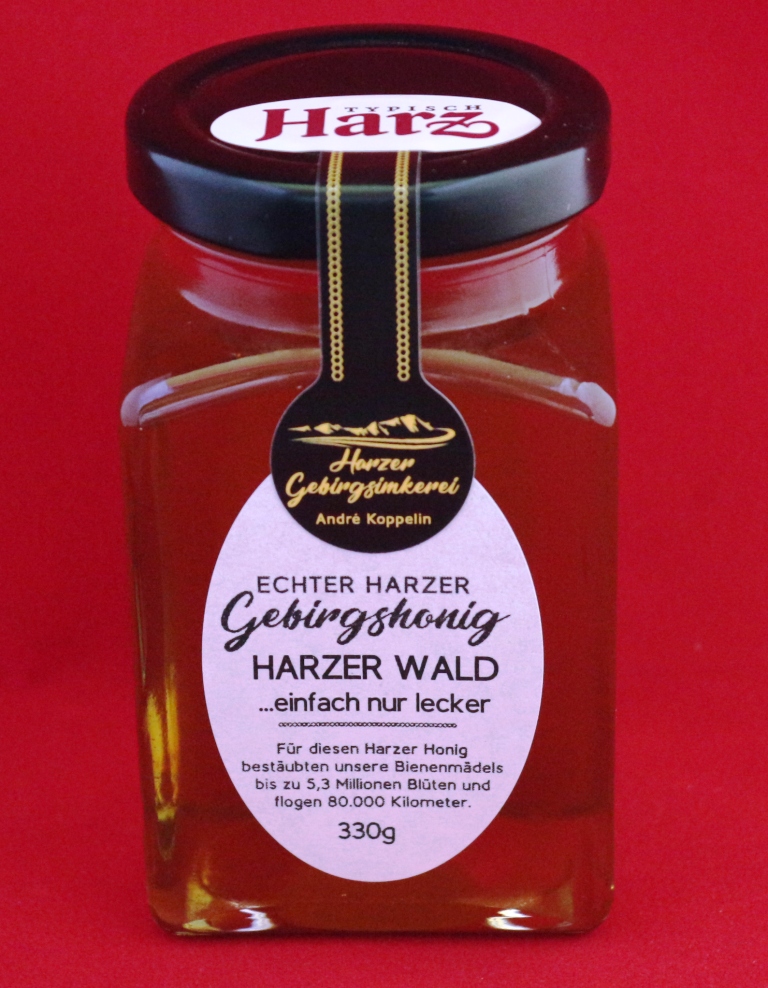 TYPISCH
Harz
Harzer
Gebirgsimkerei
André Koppelin
ECHTER HARZER
Gebirgshonig
HARZER WALD
...einfach nur lecker
Für diesen Harzer Honig
bestäubten unsere Bienenmädels
bis zu 5,3 Millionen Blüten und
flogen 80.000 Kilometer.
330g